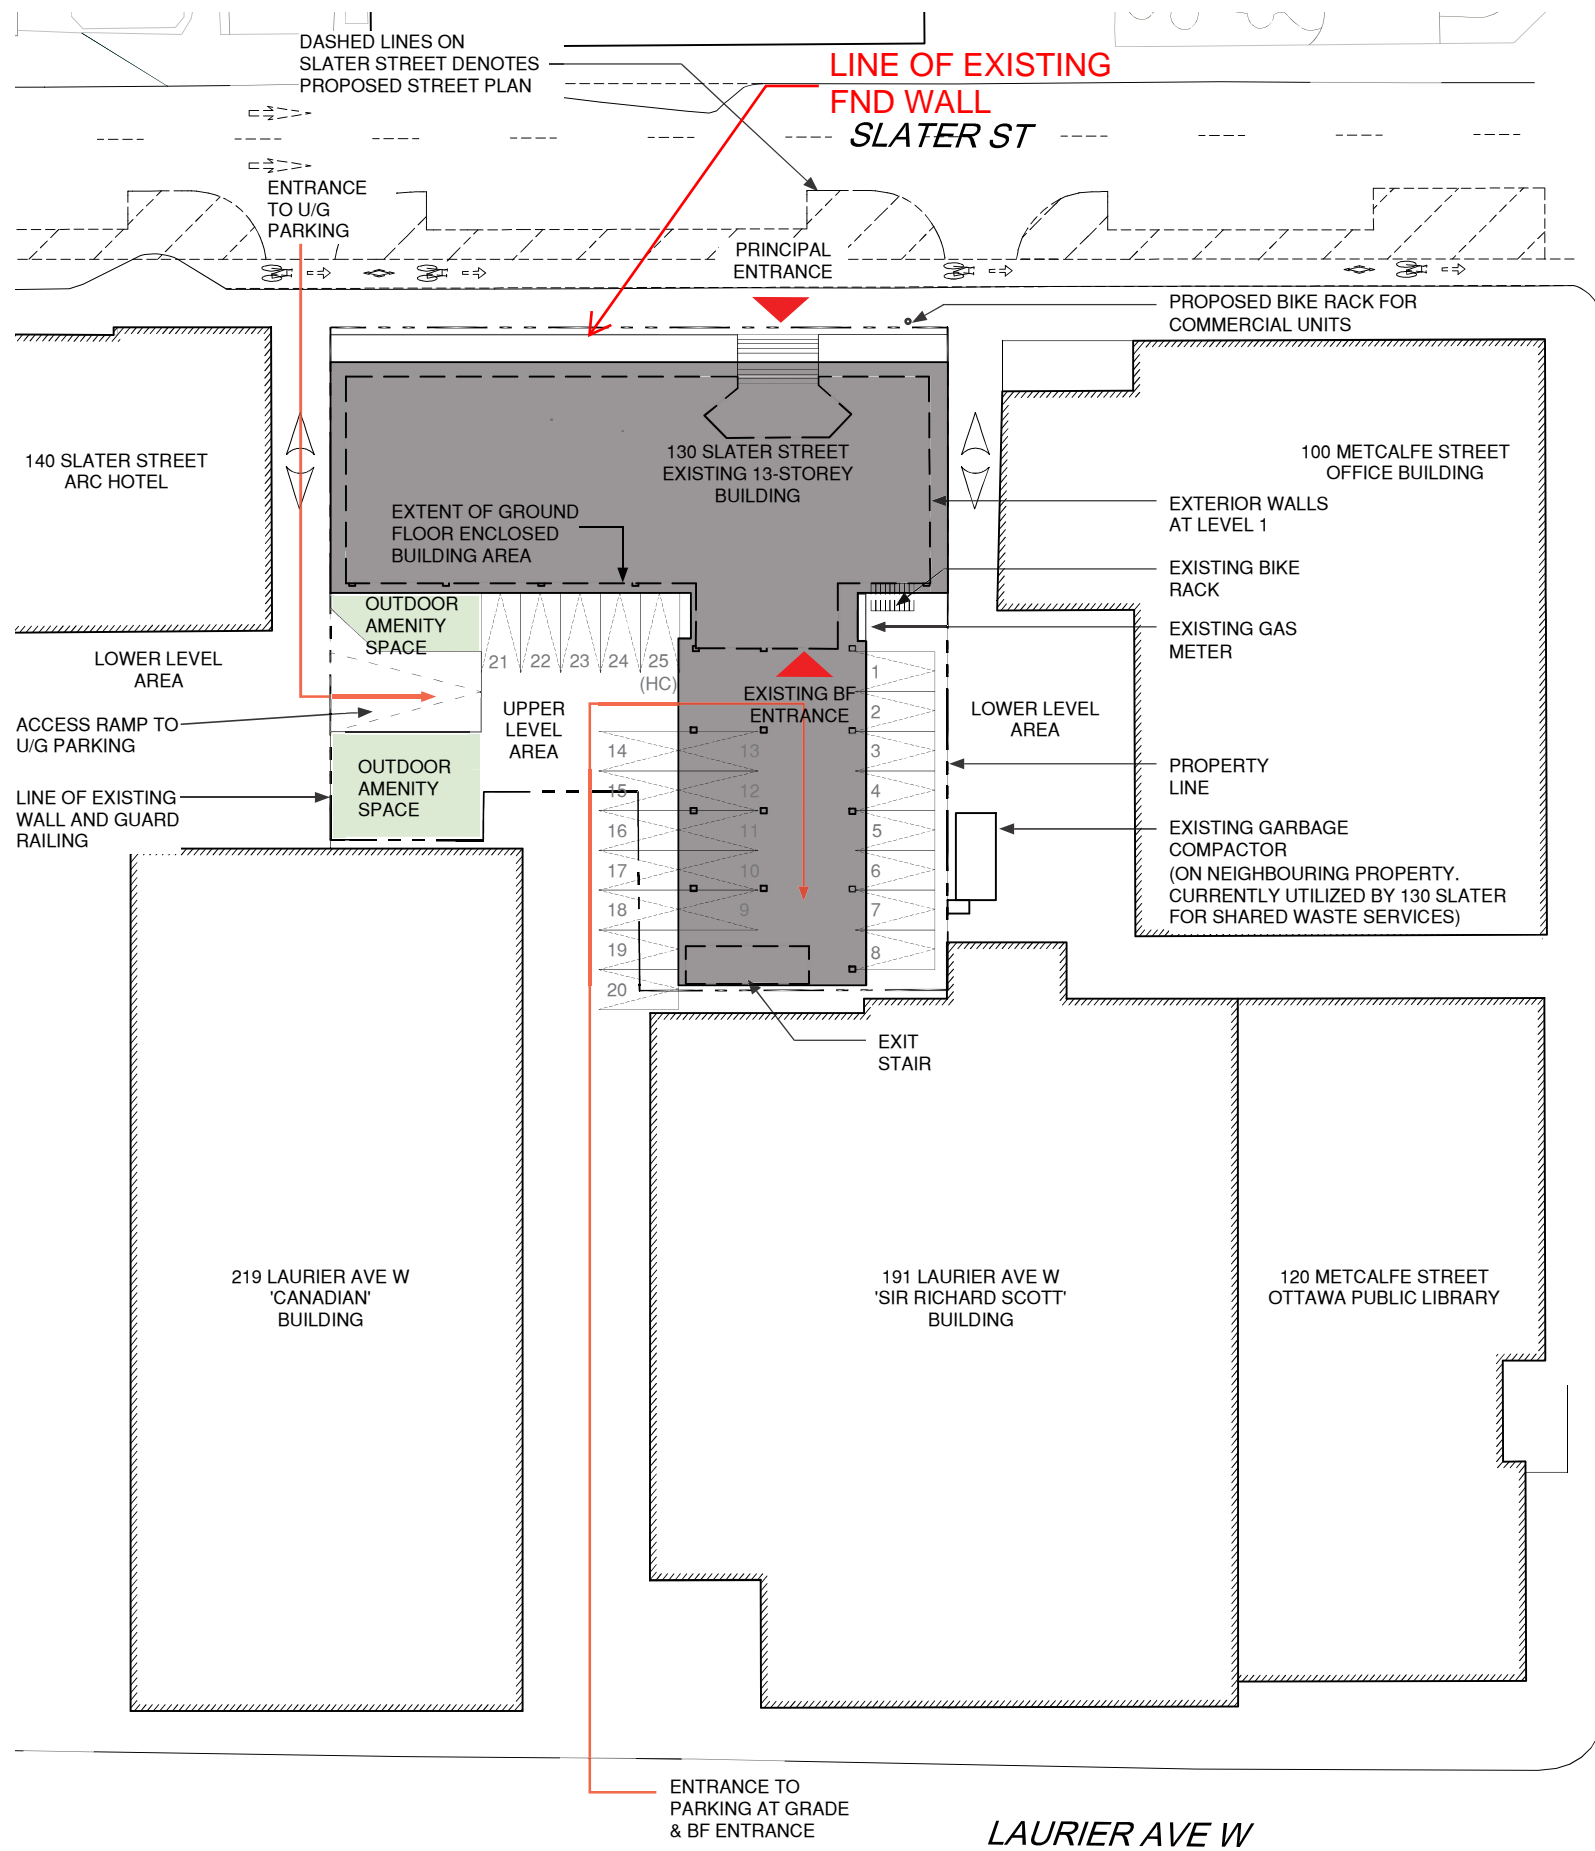 DASHED LINES ON
SLATER STREET DENOTES
PROPOSED STREET PLAN
LINE OF EXISTING
FND WALL
SLATER ST
ENTRANCE
TO U/G
PARKING
PRINCIPAL
ENTRANCE
PROPOSED BIKE RACK FOR
COMMERCIAL UNITS
140 SLATER STREET
ARC HOTEL
130 SLATER STREET
EXISTING 13-STOREY
BUILDING
100 METCALFE STREET
OFFICE BUILDING
EXTENT OF GROUND
FLOOR ENCLOSED
BUILDING AREA
EXTERIOR WALLS
AT LEVEL 1
EXISTING BIKE
RACK
EXISTING GAS
METER
OUTDOOR
AMENITY
SPACE
LOWER LEVEL
AREA
21
22
23
24
25
(HC)
1
2
3
4
5
6
7
8
EXISTING BF
ENTRANCE
UPPER
LEVEL
AREA
LOWER LEVEL
AREA
ACCESS RAMP TO
U/G PARKING
OUTDOOR
AMENITY
SPACE
LINE OF EXISTING
WALL AND GUARD
RAILING
14
15
16
17
18
19
20
13
12
11
10
9
PROPERTY
LINE
EXISTING GARBAGE
COMPACTOR
(ON NEIGHBOURING PROPERTY.
CURRENTLY UTILIZED BY 130 SLATER
FOR SHARED WASTE SERVICES)
EXIT
STAIR
219 LAURIER AVE W
'CANADIAN'
BUILDING
191 LAURIER AVE W
'SIR RICHARD SCOTT'
BUILDING
120 METCALFE STREET
OTTAWA PUBLIC LIBRARY
ENTRANCE TO
PARKING AT GRADE
& BF ENTRANCE
LAURIER AVE W